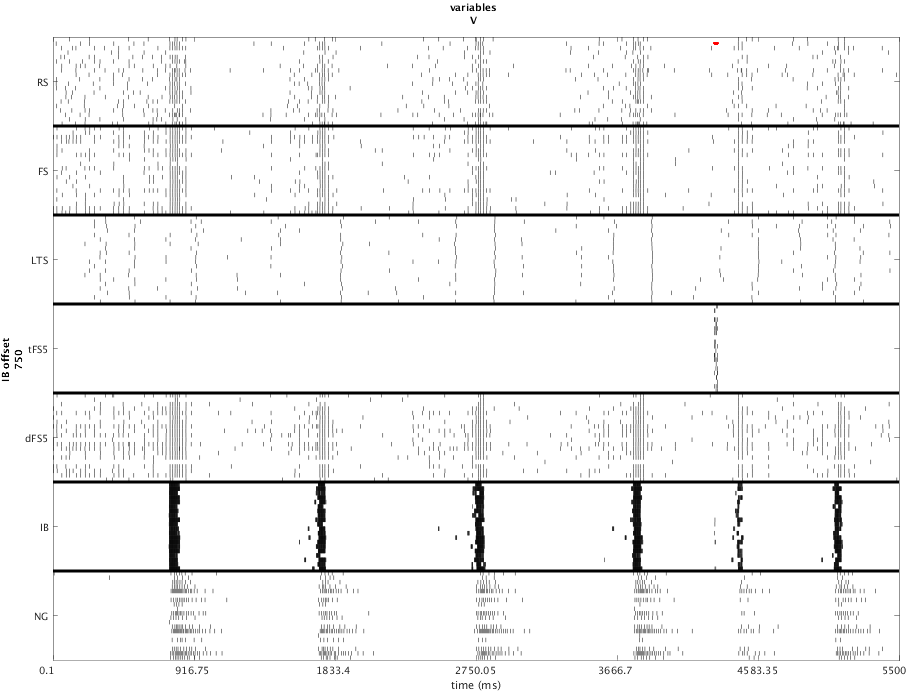 variables
V
RS
FS
LTS
tFS5
dFS5
IB
NG
IB offset
750
0.1
916.75
1833.4
2750.05
3666.7
4583.35
5500
time (ms)